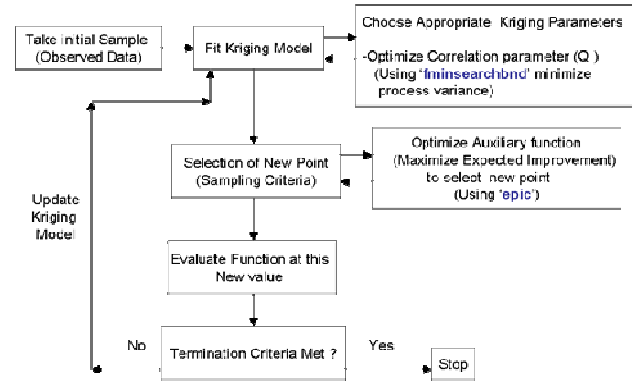 Take initial Sample
(Observed Data)
Fit Kriging Model
Choose Appropriate Kriging Parameters
-Optimize Correlation parameter (Q )
(Using 'fminsearchbnd' minimize
process variance)
Selection of New Point
(Sampling Criteria)
Optimize Auxiliary function
(Maximize Expected Improvement)
to select new point
(Using 'epic')
Update
Kriging
Model
Evaluate Function at this
New value
No
Termination Criteria Met ?
Yes
Stop